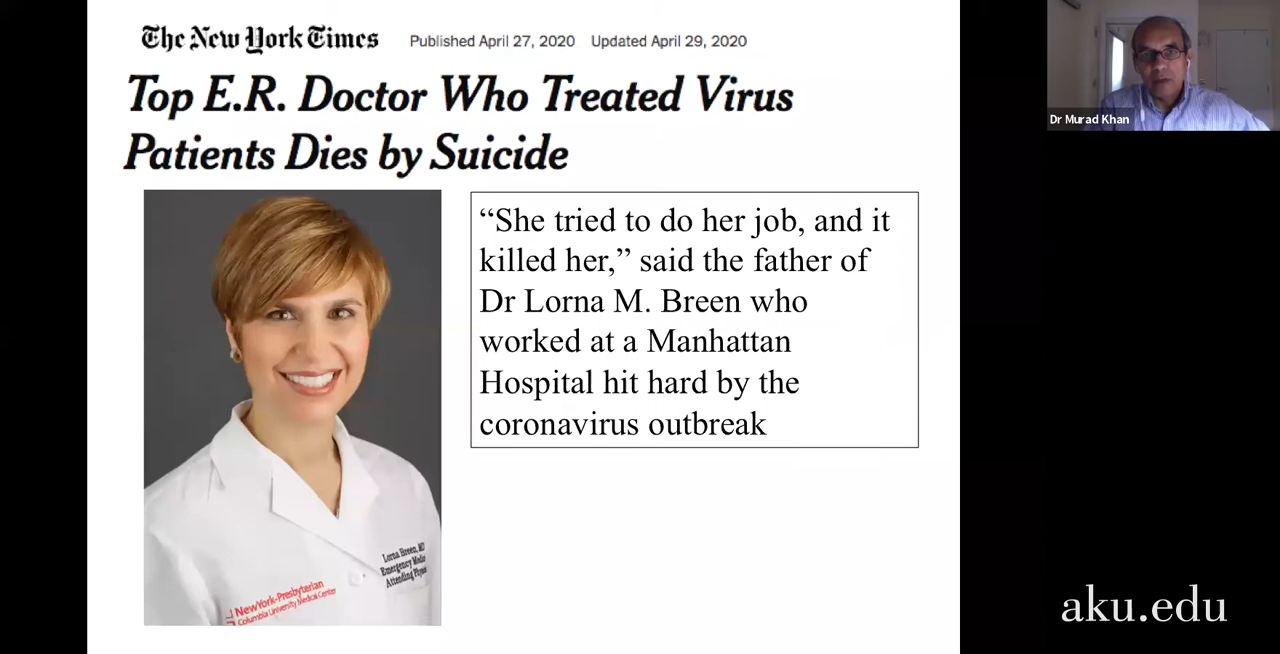 The New York Times
Published April 27, 2020 Updated April 29, 2020
Top E.R. Doctor Who Treated Virus
Patients Dies by Suicide
“She tried to do her job, and it
killed her,” said the father of
Dr Lorna M. Breen who
worked at a Manhattan
Hospital hit hard by the
coronavirus outbreak
Lorna Breen, MD
Emergency
Attending
NewYork-Presbyterian
Columbia University Medical Center
Dr Murad Khan
aku.edu